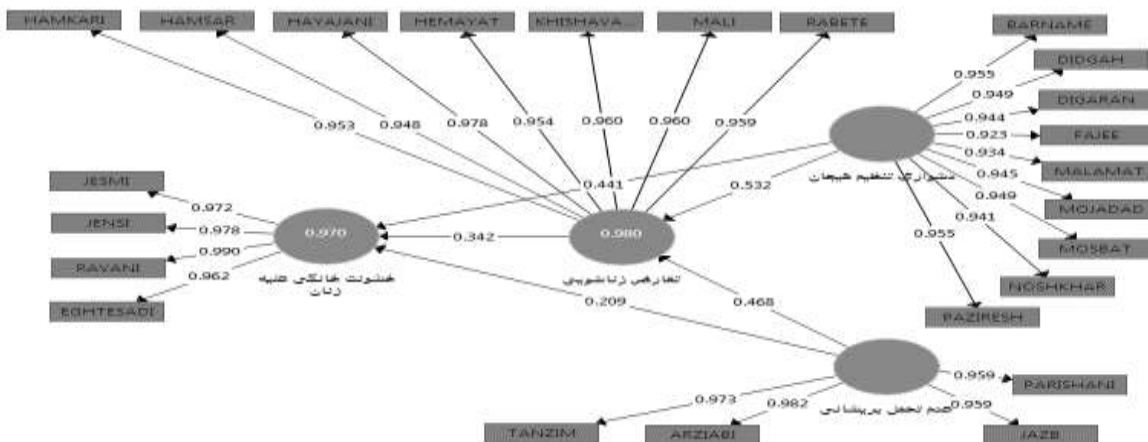 HAMKARI
HAMSAR
HAYAJANI
HEMAYAT
KHISHAVA...
MALI
RABETE
BARNAME
DIDGAH
DIGARAN
FAJEE
MALAMAT
MOJADAD
MOSBAT
NOSHKHAR
PAZIRESH
0.953
0.948
0.978
0.954
0.960
0.960
0.959
0.955
0.949
0.944
0.923
0.934
0.945
0.949
0.941
0.955
دشواری تنظیم هیجان
JESMI
JENSI
RAVANI
EGHTESADI
0.972
0.978
0.990
0.962
0.970
خشونت خانگی علیه
زنان
0.441
0.532
0.342
0.980
تعارض زناشویی
0.209
0.468
عدم تحمل پریشانی
0.973
0.982
0.959
0.959
TANZIM
ARZIABI
JAZB
PARISHANI